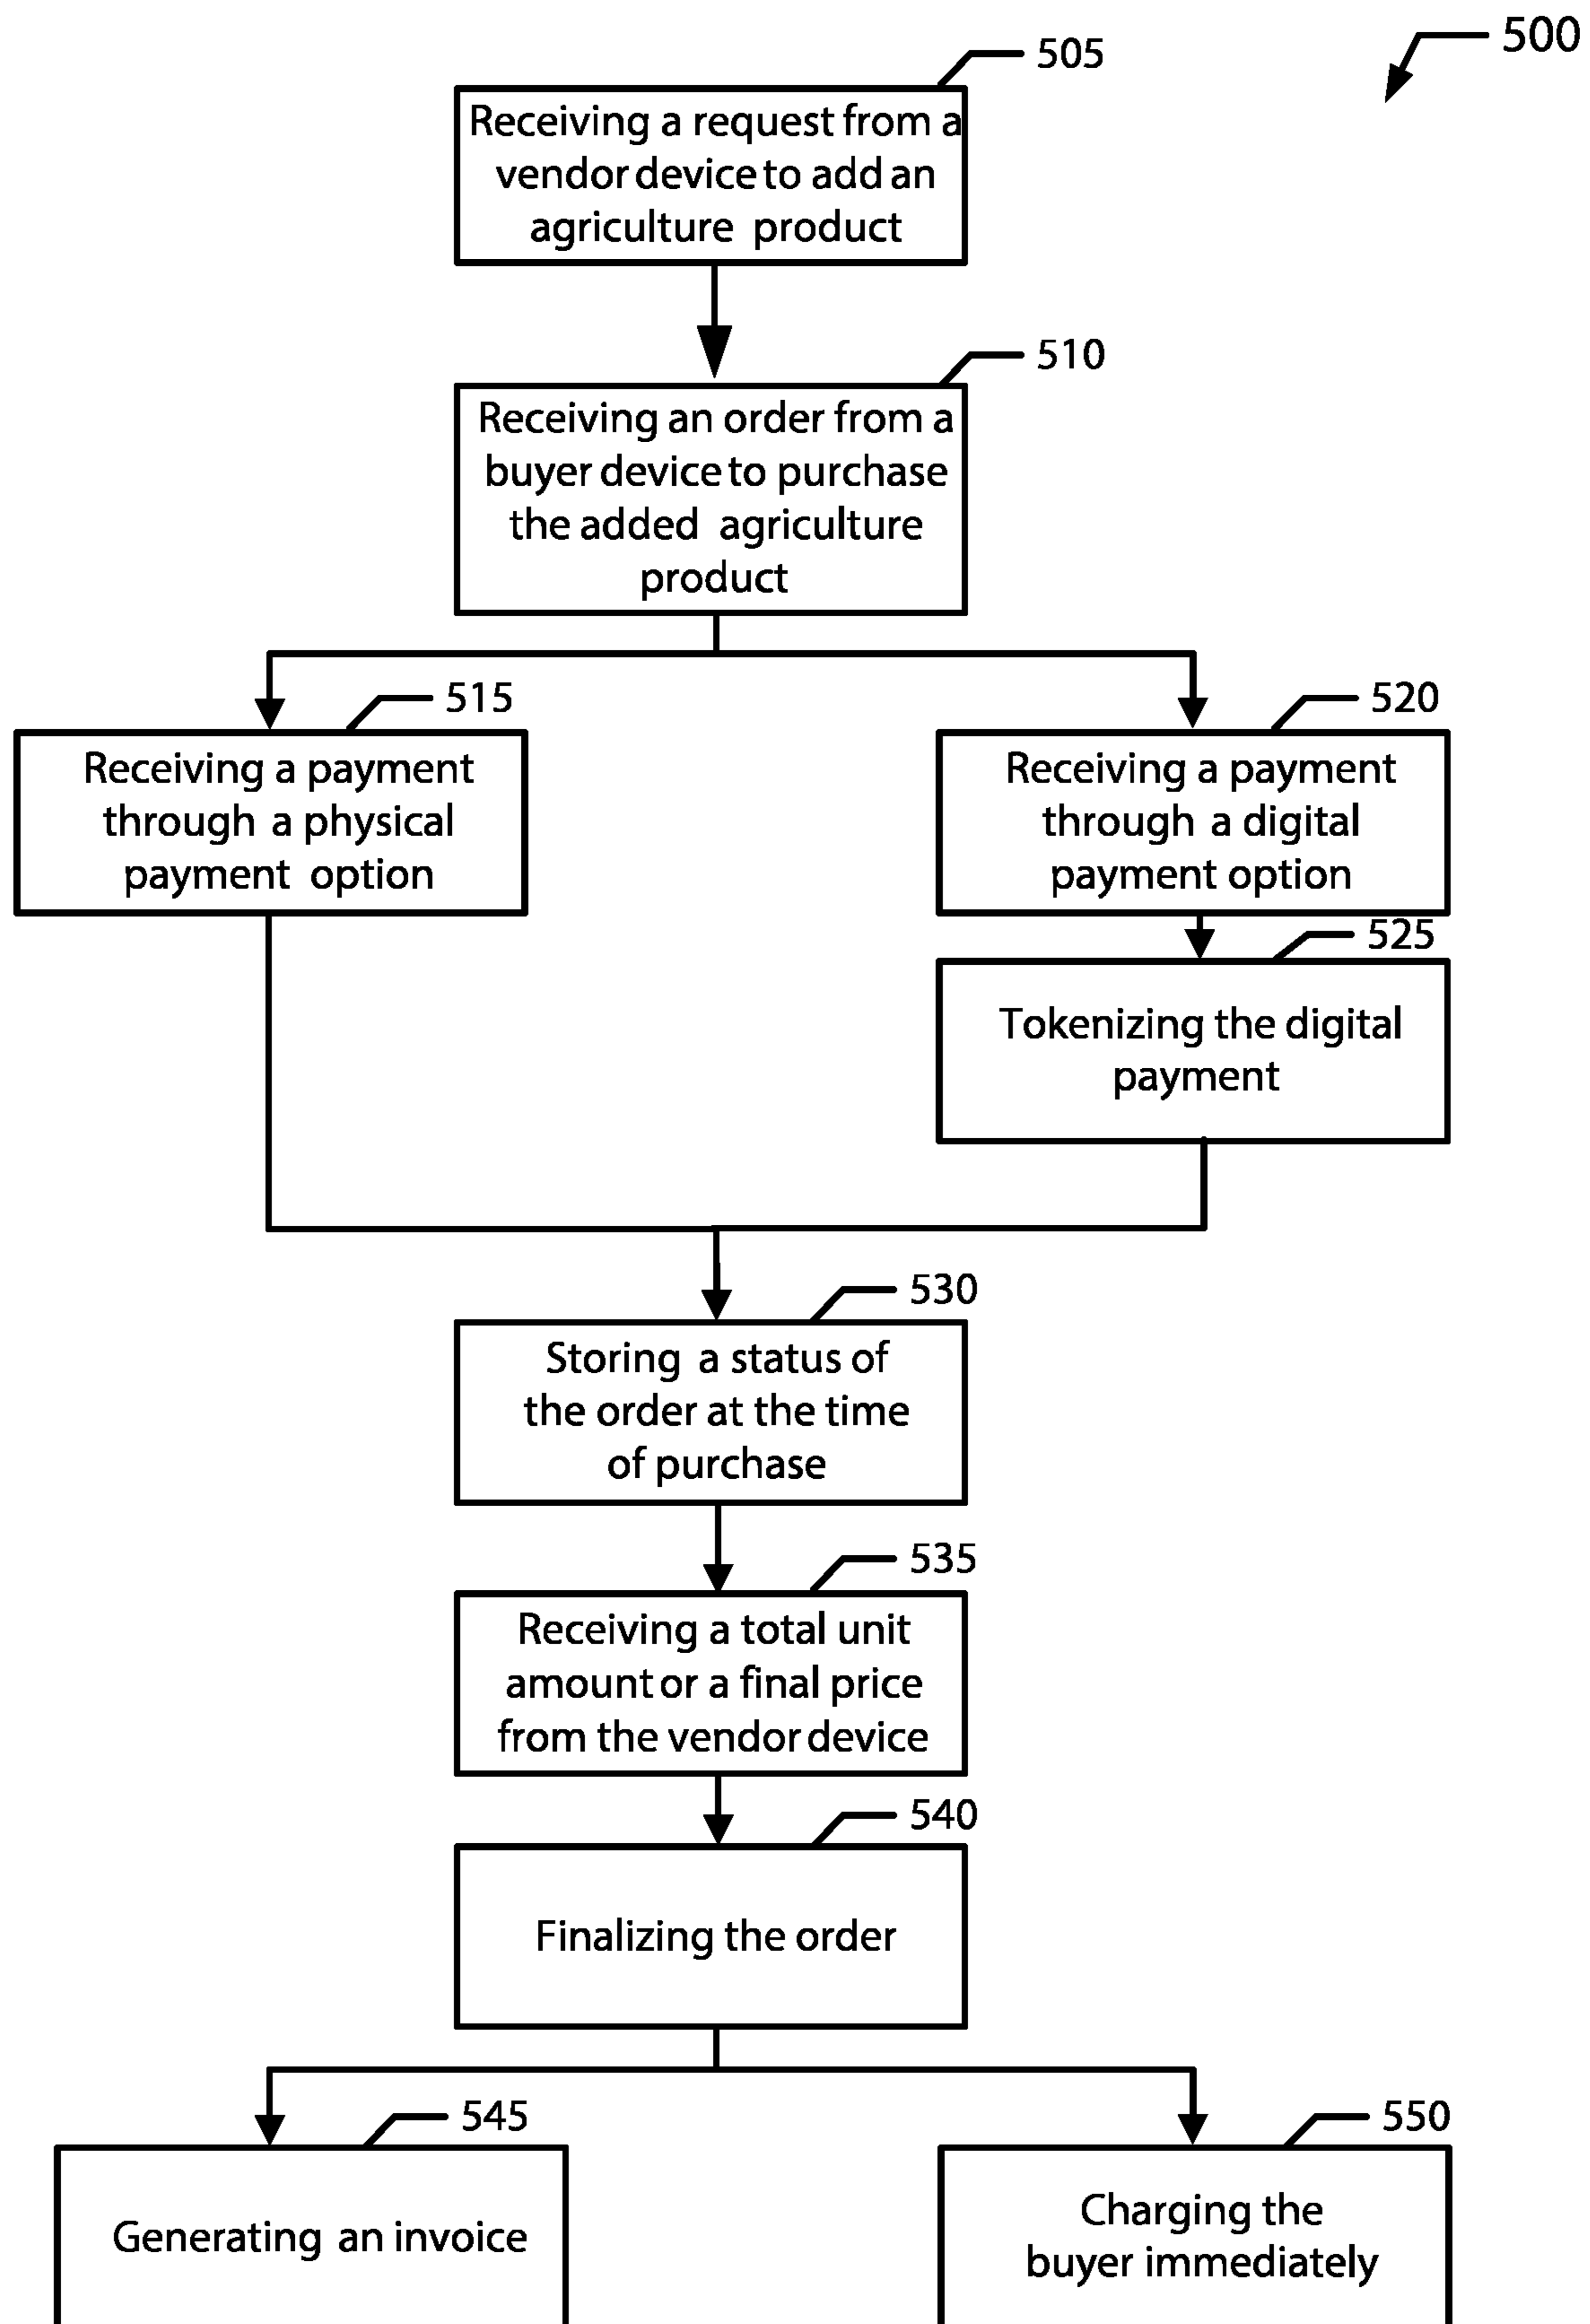 500
505
Receiving a request from a
vendor device to add an
agriculture product
510
Receiving an order from a
buyer device to purchase
the added agriculture
product
515
Receiving a payment
through a physical
payment option
520
Receiving a payment
through a digital
payment option
525
Tokenizing the digital
payment
530
Storing a status of
the order at the time
of purchase
535
Receiving a total unit
amount or a final price
from the vendor device
540
Finalizing the order
545
Generating an invoice
550
Charging the
buyer immediately